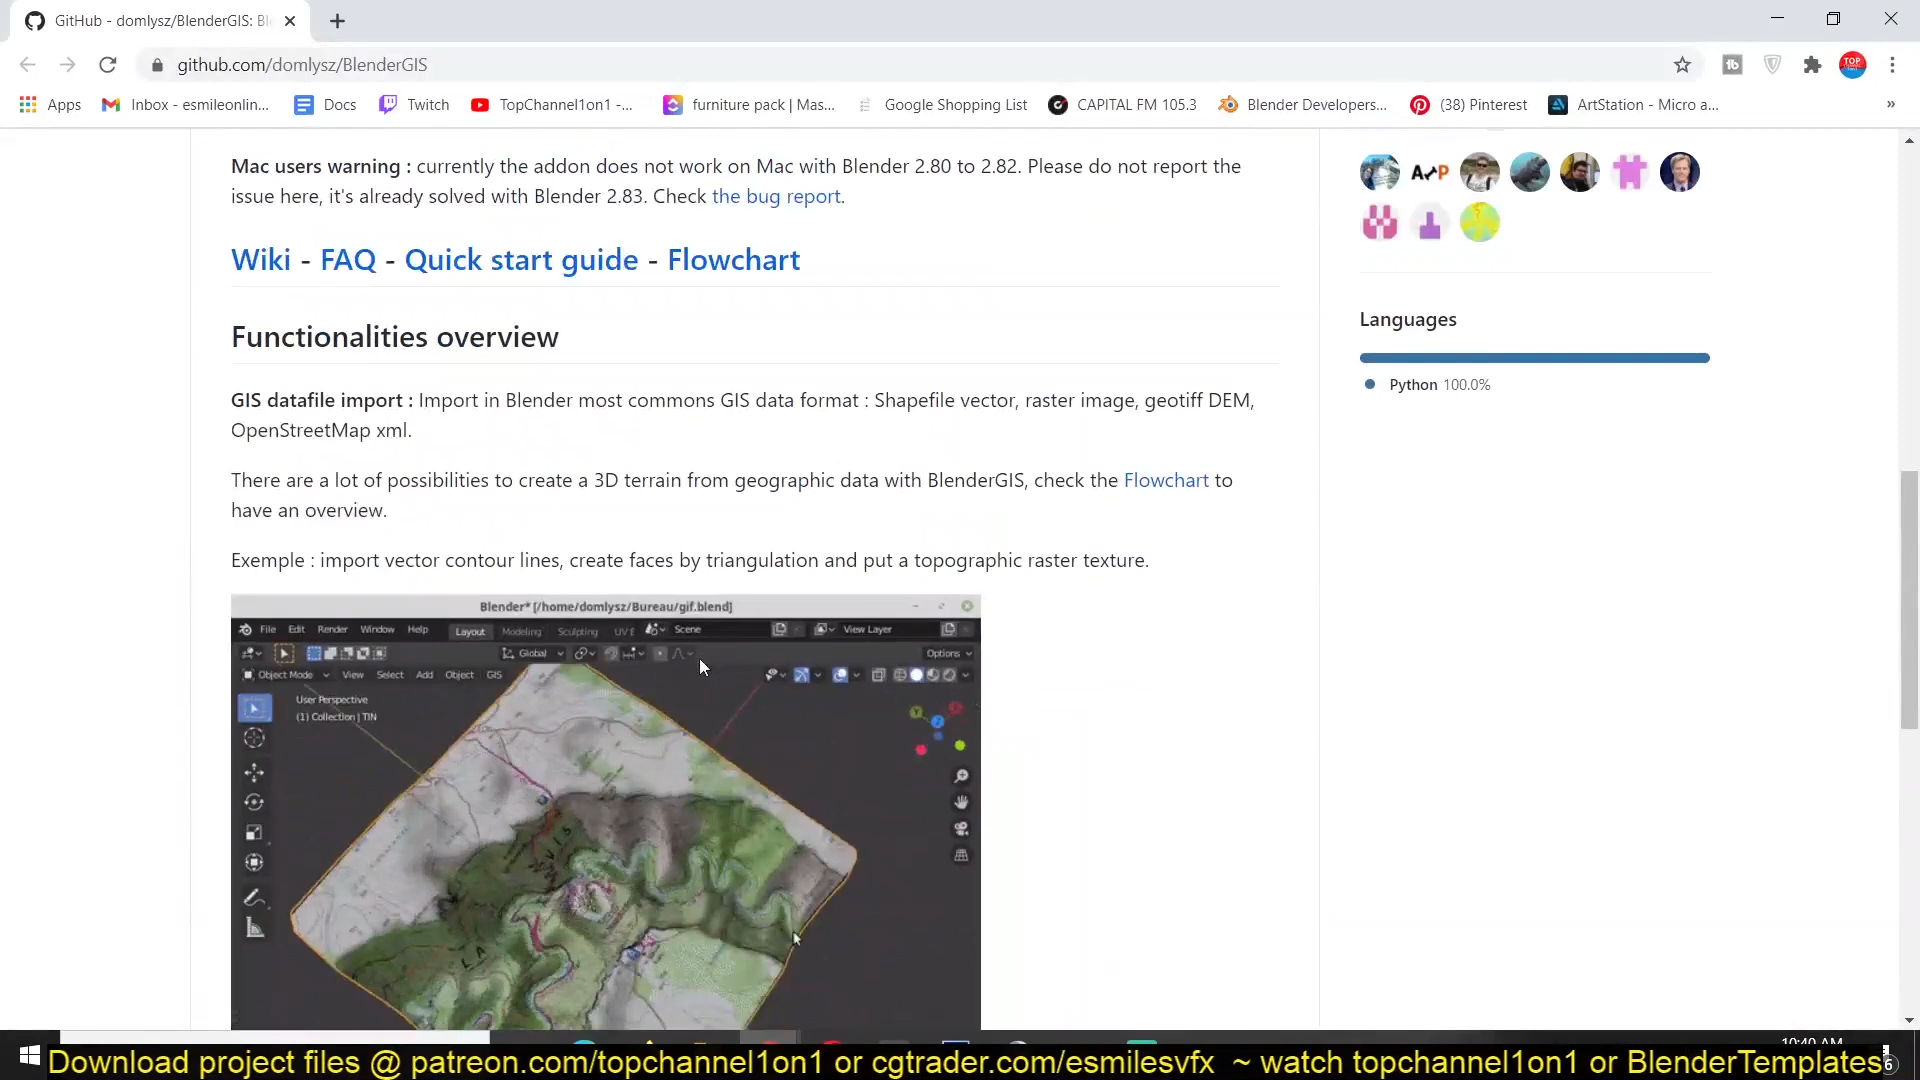 GitHub - domlysz/BlenderGIS: Bl
github.com/domlysz/BlenderGIS
TOP
Apps
Inbox - esmileonlin...
Docs
Twitch
TopChannel1on1 -...
furniture pack | Mas...
Google Shopping List
CAPITAL FM 105.3
Blender Developers...
(38) Pinterest
ArtStation - Micro a...
»
Mac users warning : currently the addon does not work on Mac with Blender 2.80 to 2.82. Please do not report the
issue here, it's already solved with Blender 2.83. Check the bug report.
Wiki - FAQ - Quick start guide - Flowchart
Functionalities overview
GIS datafile import : Import in Blender most commons GIS data format : Shapefile vector, raster image, geotiff DEM,
OpenStreetMap xml.
There are a lot of possibilities to create a 3D terrain from geographic data with BlenderGIS, check the Flowchart to
have an overview.
Exemple : import vector contour lines, create faces by triangulation and put a topographic raster texture.
Blender* [/home/domlysz/Bureau/gif.blend]
File Edit Render Window Help Layout Modeling Sculpting UV E Scene View Layer
Global Options
Object Mode View Select Add Object GIS
User Perspective
(1) Collection | TIN
Languages
Python 100.0%
10:40 AM
Download project files @ patreon.com/topchannel1on1 or cgtrader.com/esmilesvfx ~ watch topchannel1on1 or BlenderTemplates